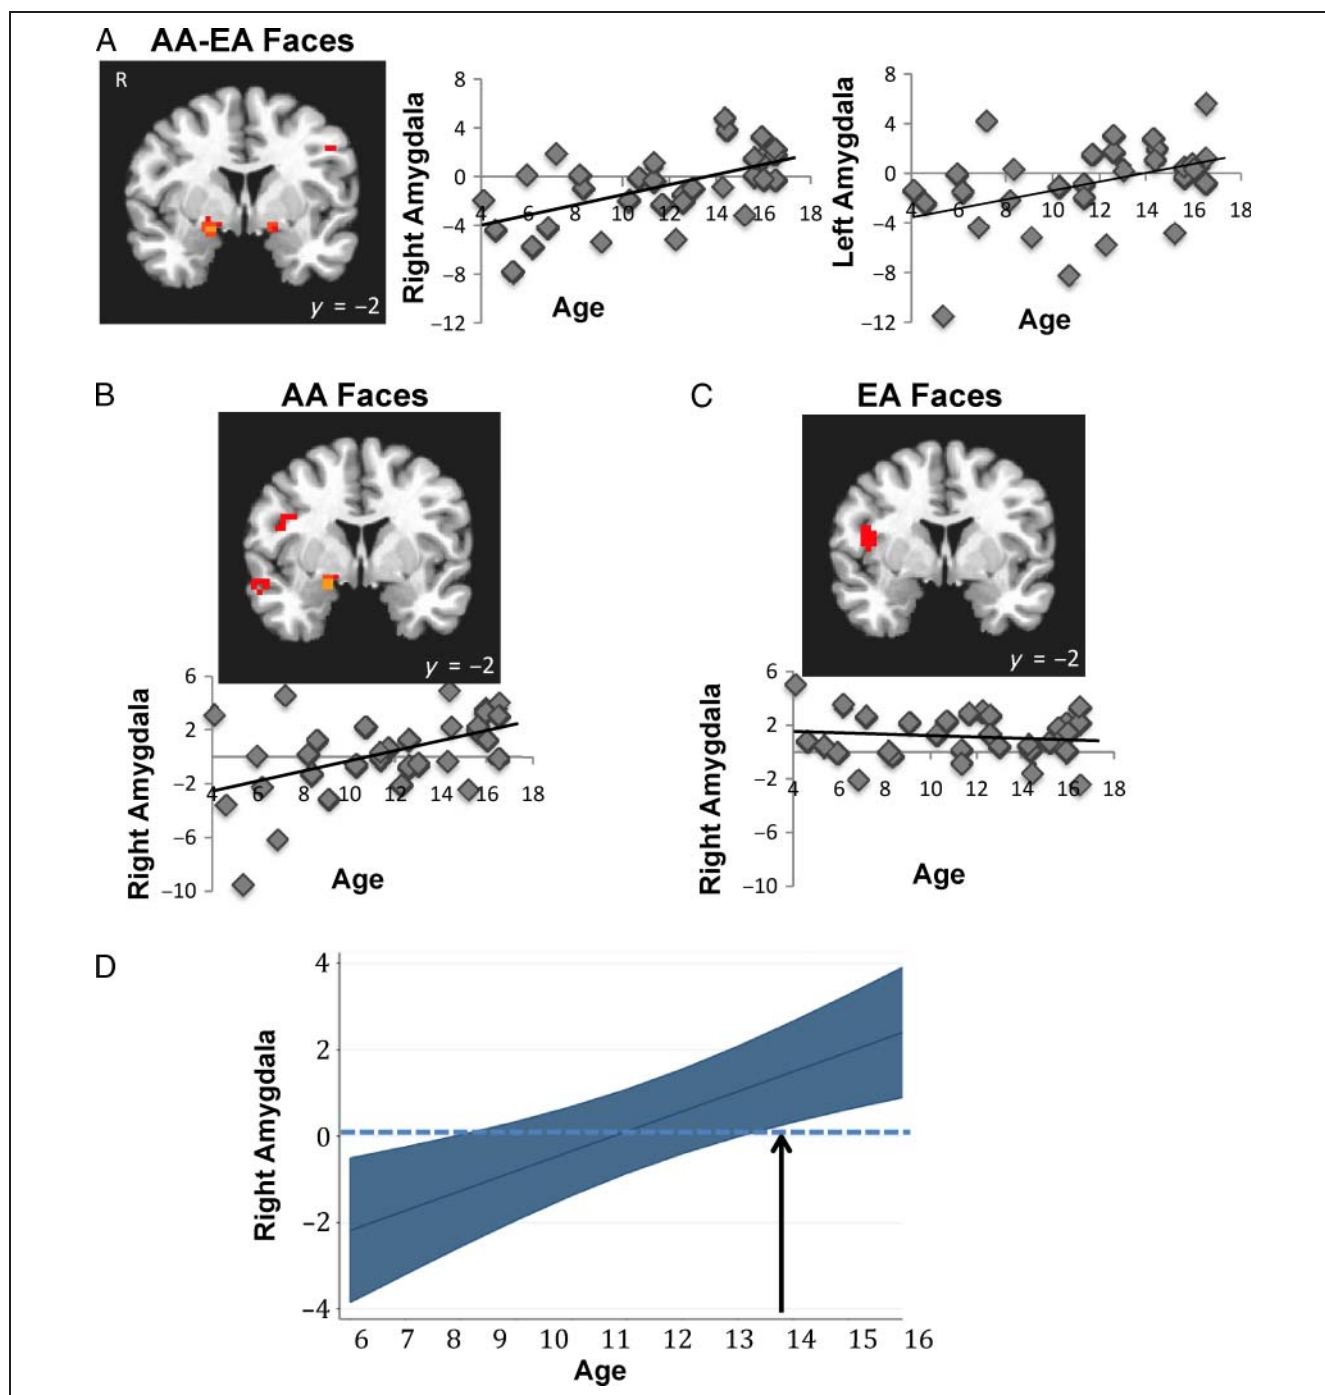 A AA-EA Faces
R
y = −2
Right Amygdala
8
4
0
−4
−8
−12
4 6 8 10 12 14 16 18
Age
Left Amygdala
8
4
0
−4
−8
−12
4 6 8 10 12 14 16 18
Age
B AA Faces
y = −2
Right Amygdala
6
2
−2
−6
−10
4 6 8 10 12 14 16 18
Age
C EA Faces
y = −2
Right Amygdala
6
2
−2
−6
−10
4 6 8 10 12 14 16 18
Age
D
Right Amygdala
4
2
0
−2
−4
6 7 8 9 10 11 12 13 14 15 16
Age